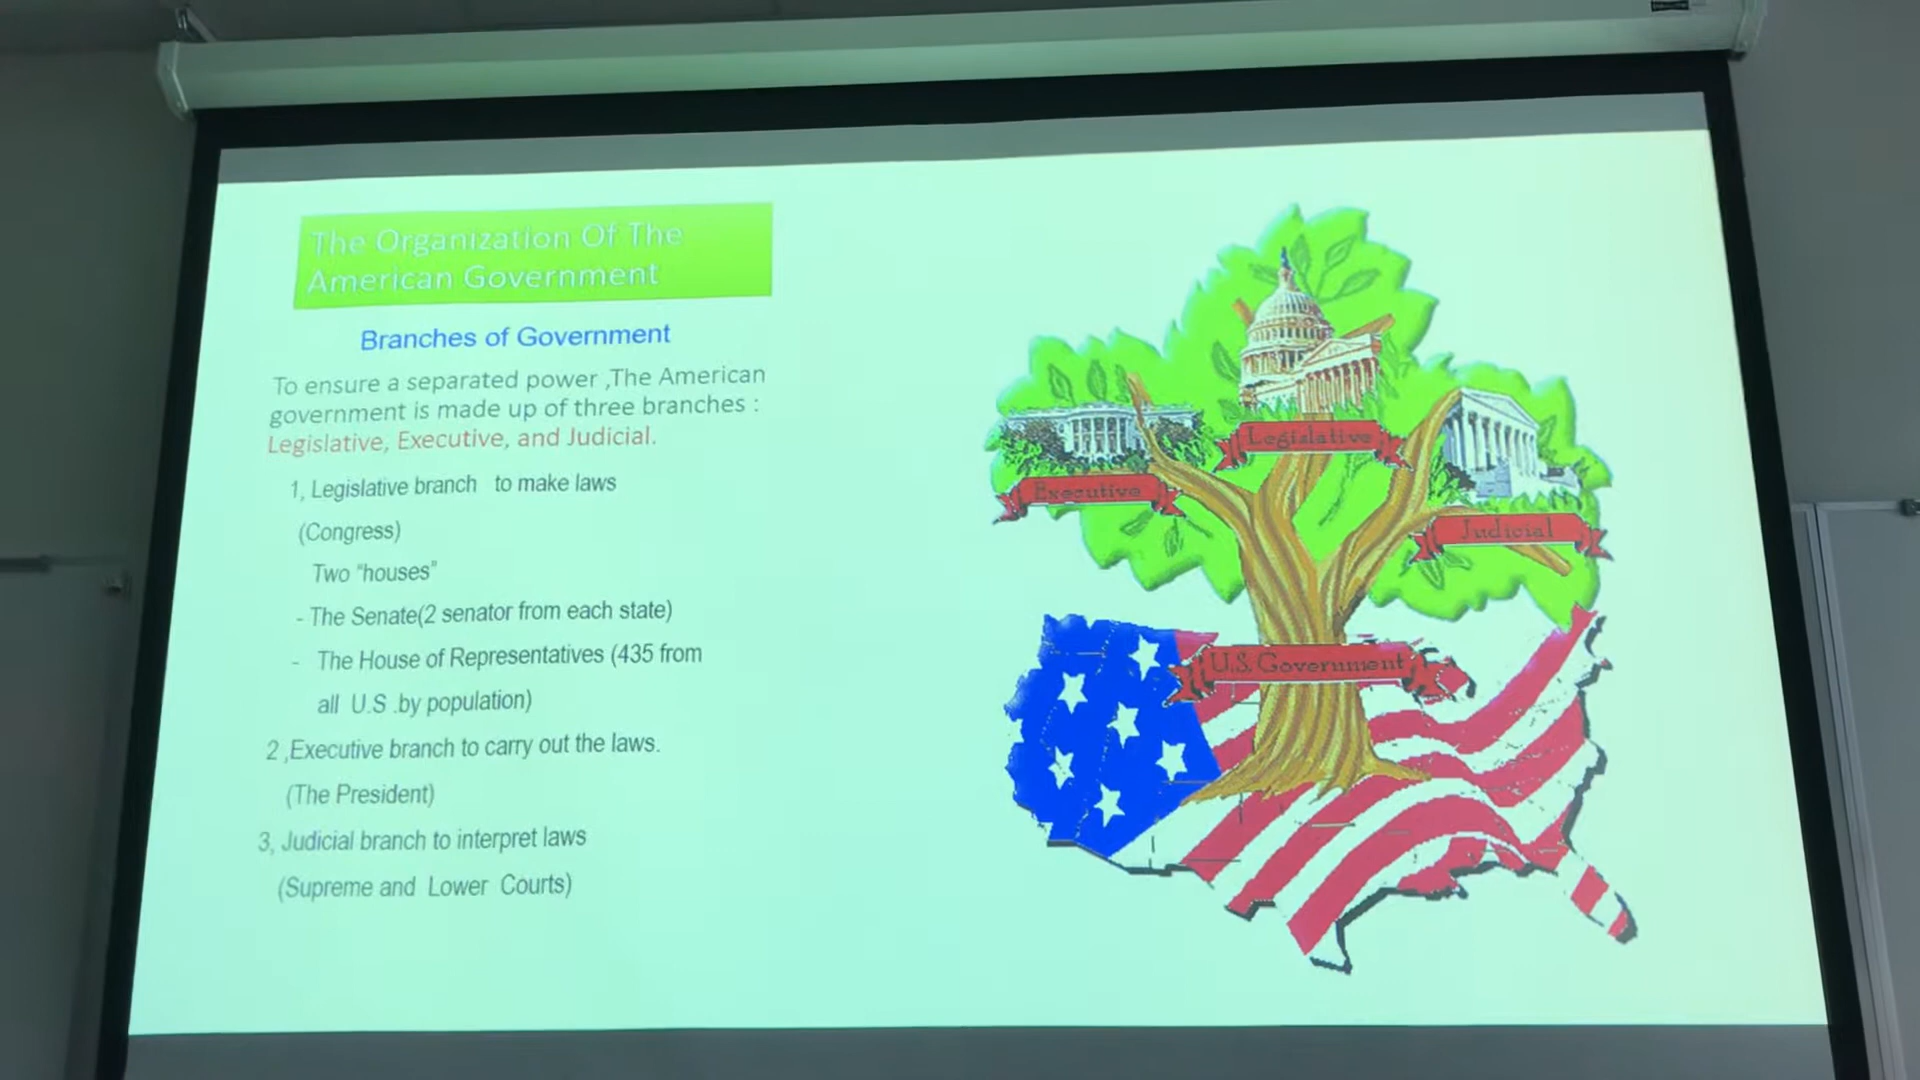 The Organization Of The
American Government
Branches of Government
To ensure a separated power ,The American
government is made up of three branches :
Legislative, Executive, and Judicial.
1, Legislative branch to make laws
(Congress)
Two "houses"
- The Senate(2 senator from each state)
- The House of Representatives (435 from
all U.S .by population)
2 ,Executive branch to carry out the laws.
(The President)
3, Judicial branch to interpret laws
(Supreme and Lower Courts)
Legislative
Executive
Judicial
U.S. Government